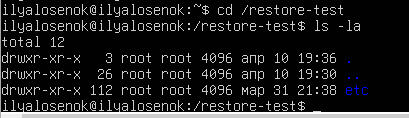 ilyalosenok@ilyalosenok:~$ cd /restore-test
ilyalosenok@ilyalosenok:/restore-test$ ls -la
total 12
drwxr-xr-x   3 root root 4096 апр 10 19:36 .
drwxr-xr-x  26 root root 4096 апр 10 19:30 ..
drwxr-xr-x 112 root root 4096 мар 31 21:38 etc
ilyalosenok@ilyalosenok:/restore-test$ _